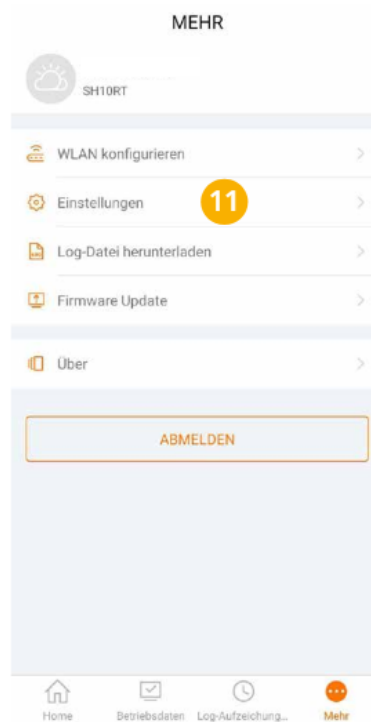 MEHR
SH10RT
WLAN konfigurieren
Einstellungen 11
Log-Datei herunterladen
Firmware Update
Über
ABMELDEN
Home Betriebsdaten Log-Aufzeichung... Mehr